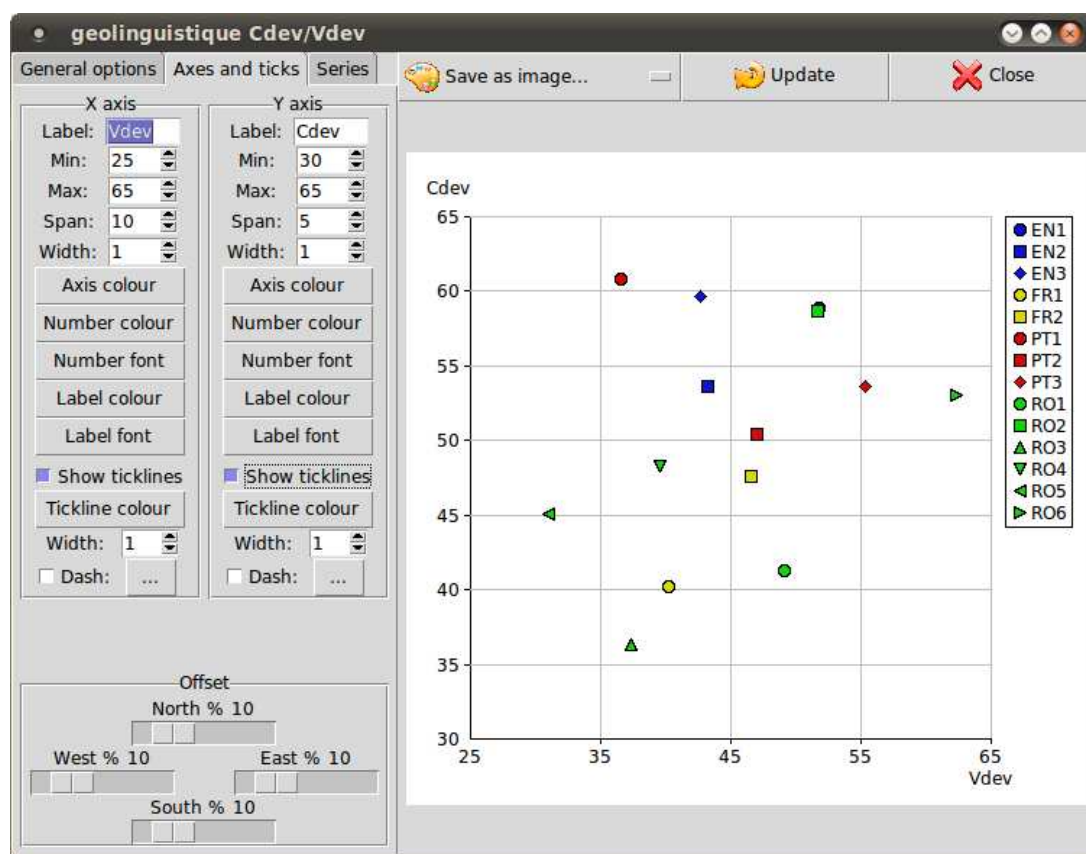 geolinguistique Cdev/Vdev
General options Axes and ticks Series
Save as image... Update Close
X axis Y axis
Label: Vdev Label: Cdev
Min: 25 Min: 30
Max: 65 Max: 65
Span: 10 Span: 5
Width: 1 Width: 1
Axis colour Axis colour
Number colour Number colour
Number font Number font
Label colour Label colour
Label font Label font
Show ticklines Show ticklines
Tickline colour Tickline colour
Width: 1 Width: 1
Dash: ... Dash: ...
Offset
North % 10
West % 10 East % 10
South % 10
Cdev
65
60
55
50
45
40
35
30
25 35 45 55 65
Vdev
EN1
EN2
EN3
FR1
FR2
PT1
PT2
PT3
RO1
RO2
RO3
RO4
RO5
RO6